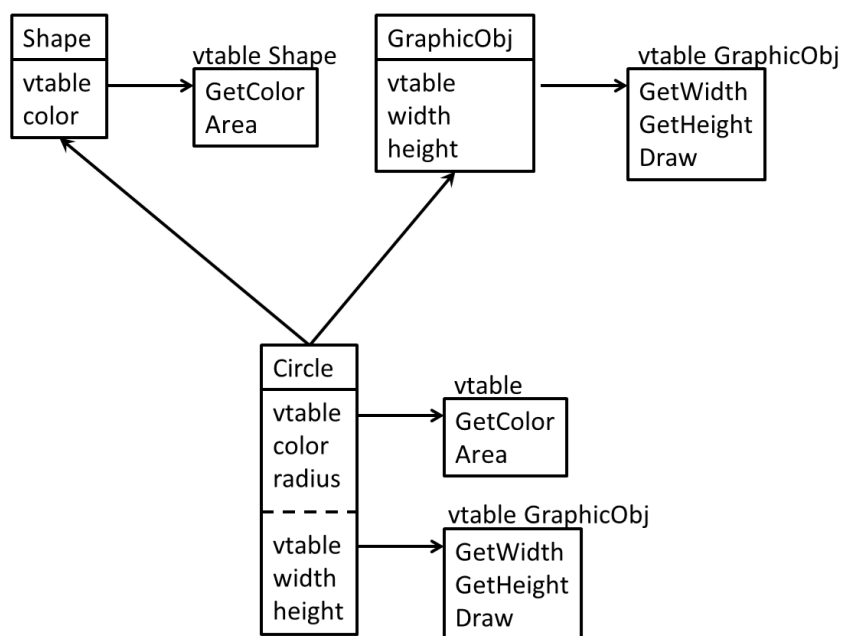 Shape
vtable
color
vtable Shape
GetColor
Area
GraphicObj
vtable
width
height
vtable GraphicObj
GetWidth
GetHeight
Draw
Circle
vtable
color
radius
vtable
width
height
vtable
GetColor
Area
vtable GraphicObj
GetWidth
GetHeight
Draw